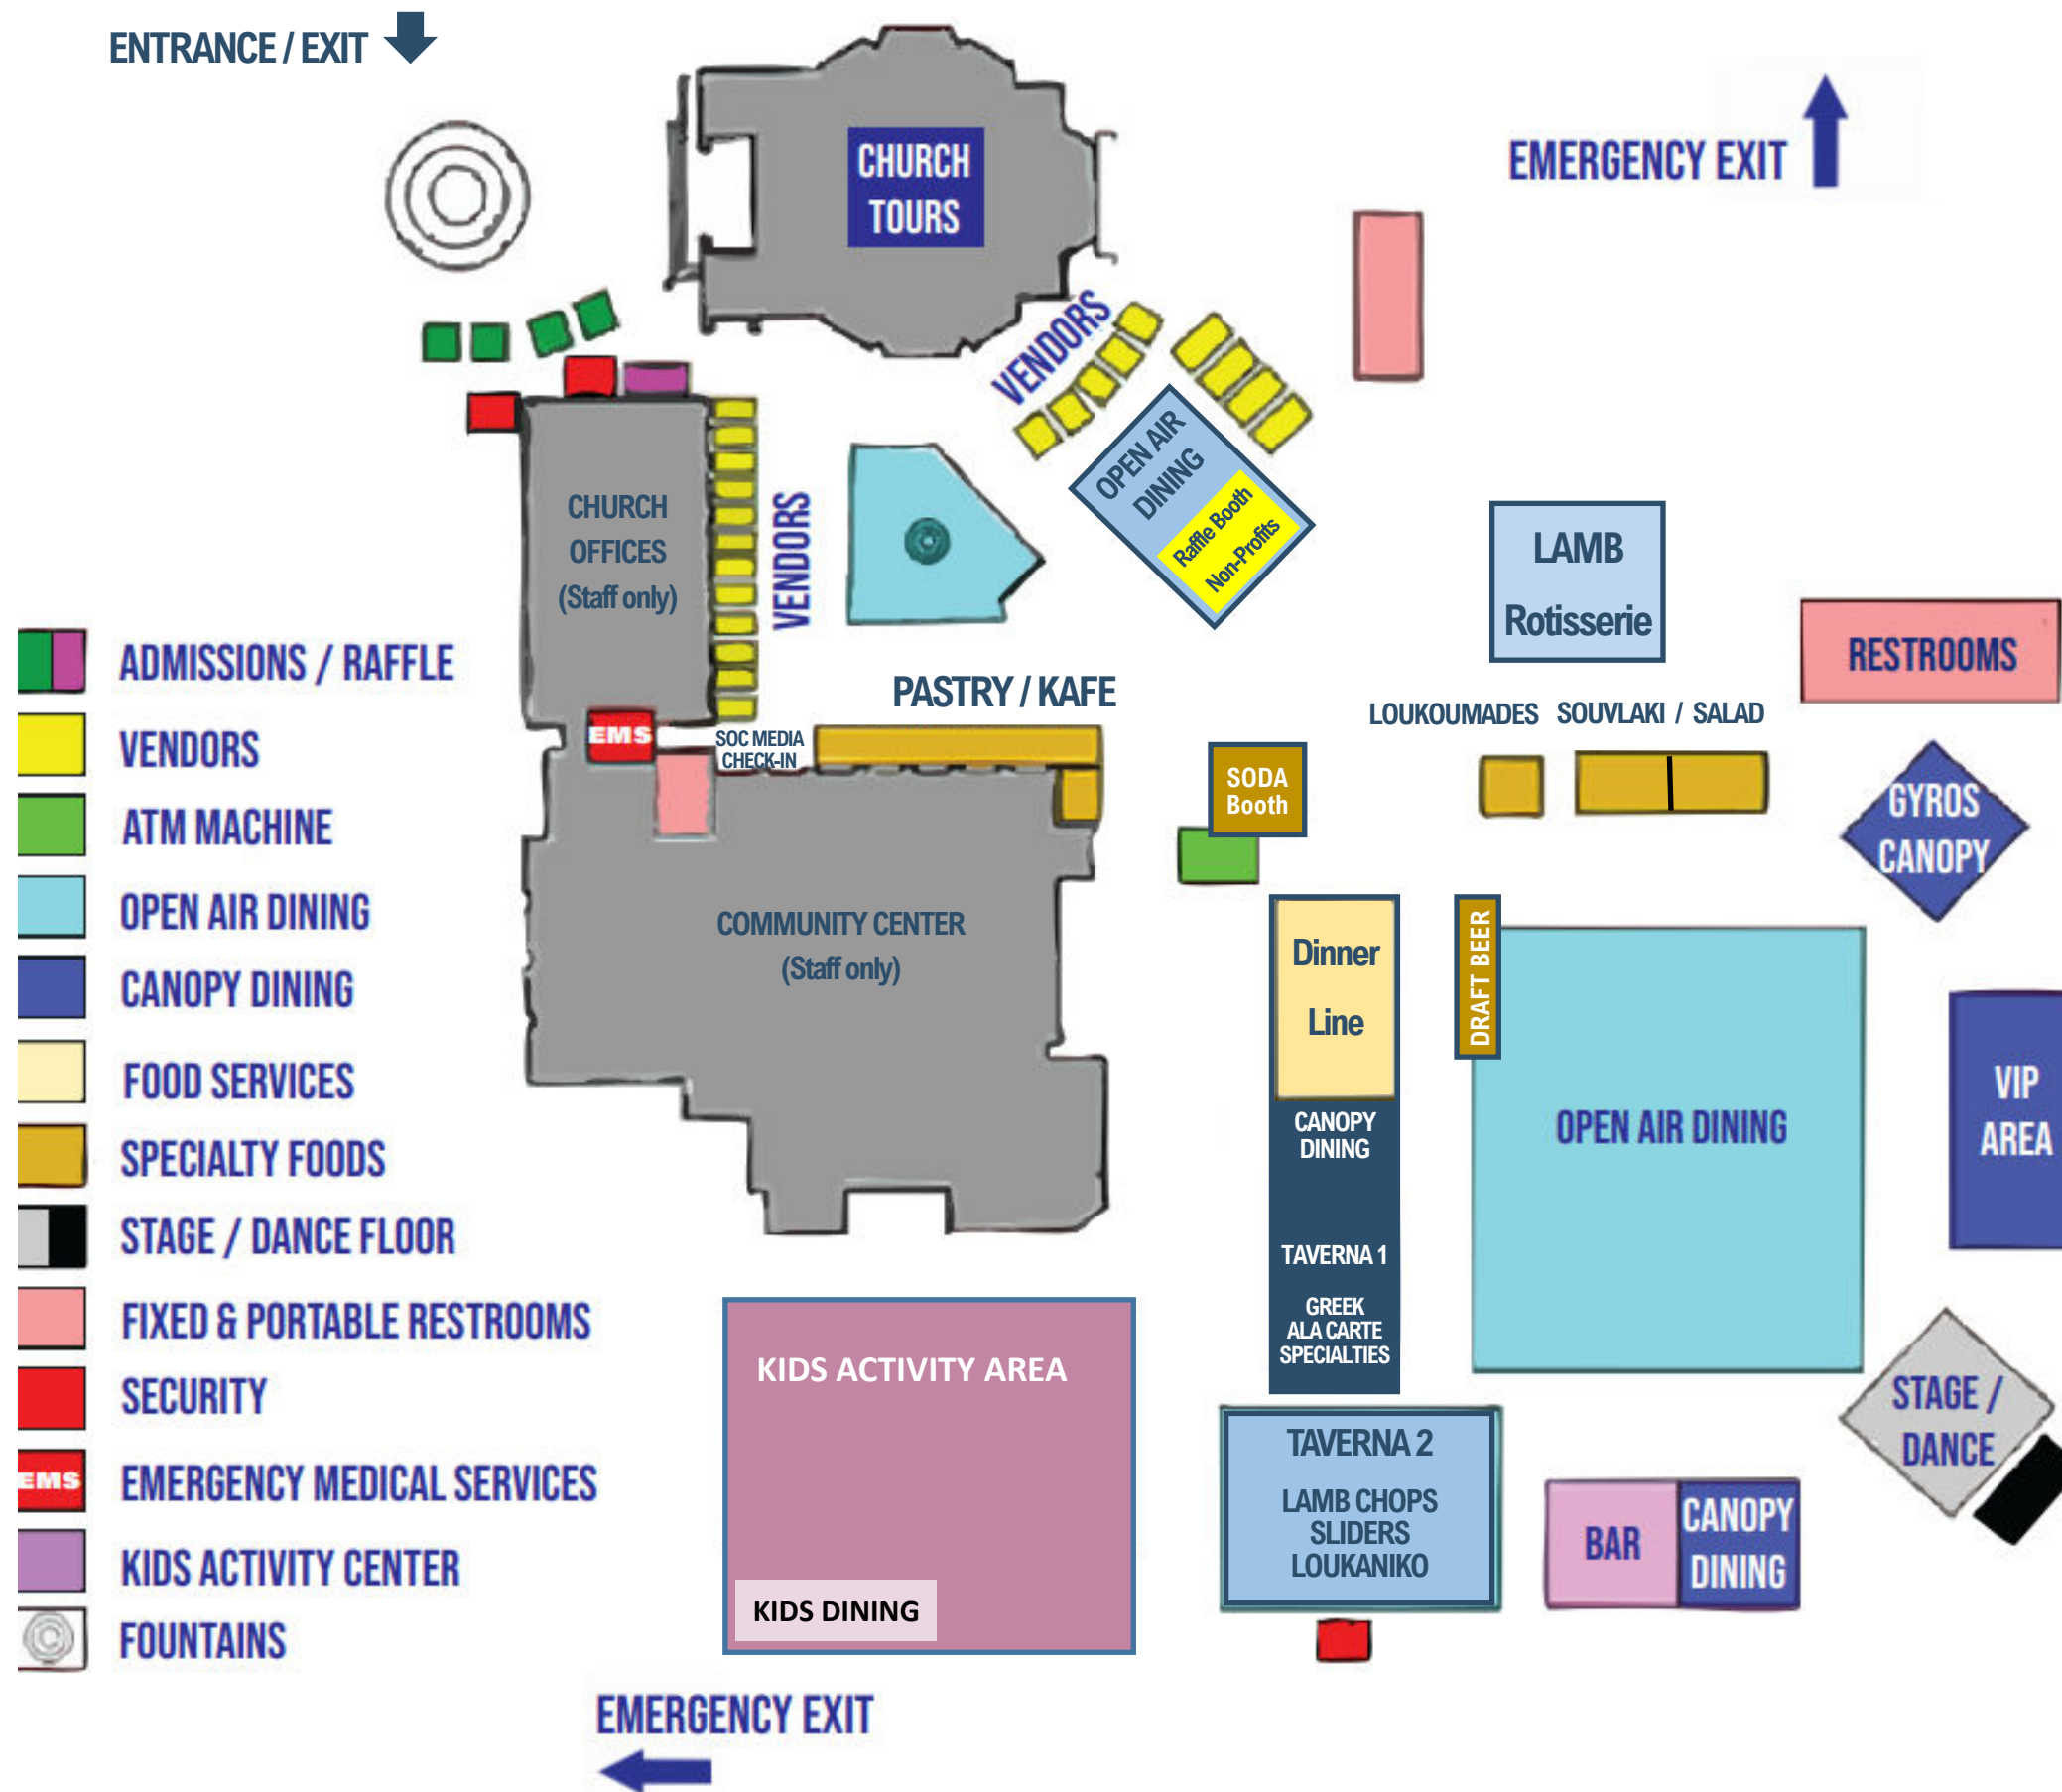 ENTRANCE / EXIT
CHURCH
TOURS
EMERGENCY EXIT
VENDORS
OPEN AIR
DINING
Raffle Booth
Non-Profits
CHURCH
OFFICES
(Staff only)
VENDORS
LAMB
Rotisserie
RESTROOMS
PASTRY / KAFE
LOUKOUMADES
SOUVLAKI / SALAD
EMS
SOC MEDIA
CHECK-IN
SODA
Booth
GYROS
CANOPY
COMMUNITY CENTER
(Staff only)
Dinner
Line
DRAFT BEER
CANOPY
DINING
TAVERNA 1
GREEK
ALA CARTE
SPECIALTIES
OPEN AIR DINING
VIP
AREA
STAGE /
DANCE
KIDS ACTIVITY AREA
KIDS DINING
TAVERNA 2
LAMB CHOPS
SLIDERS
LOUKANIKO
BAR
CANOPY
DINING
EMERGENCY EXIT
ADMISSIONS / RAFFLE
VENDORS
ATM MACHINE
OPEN AIR DINING
CANOPY DINING
FOOD SERVICES
SPECIALTY FOODS
STAGE / DANCE FLOOR
FIXED & PORTABLE RESTROOMS
SECURITY
EMS
EMERGENCY MEDICAL SERVICES
KIDS ACTIVITY CENTER
FOUNTAINS